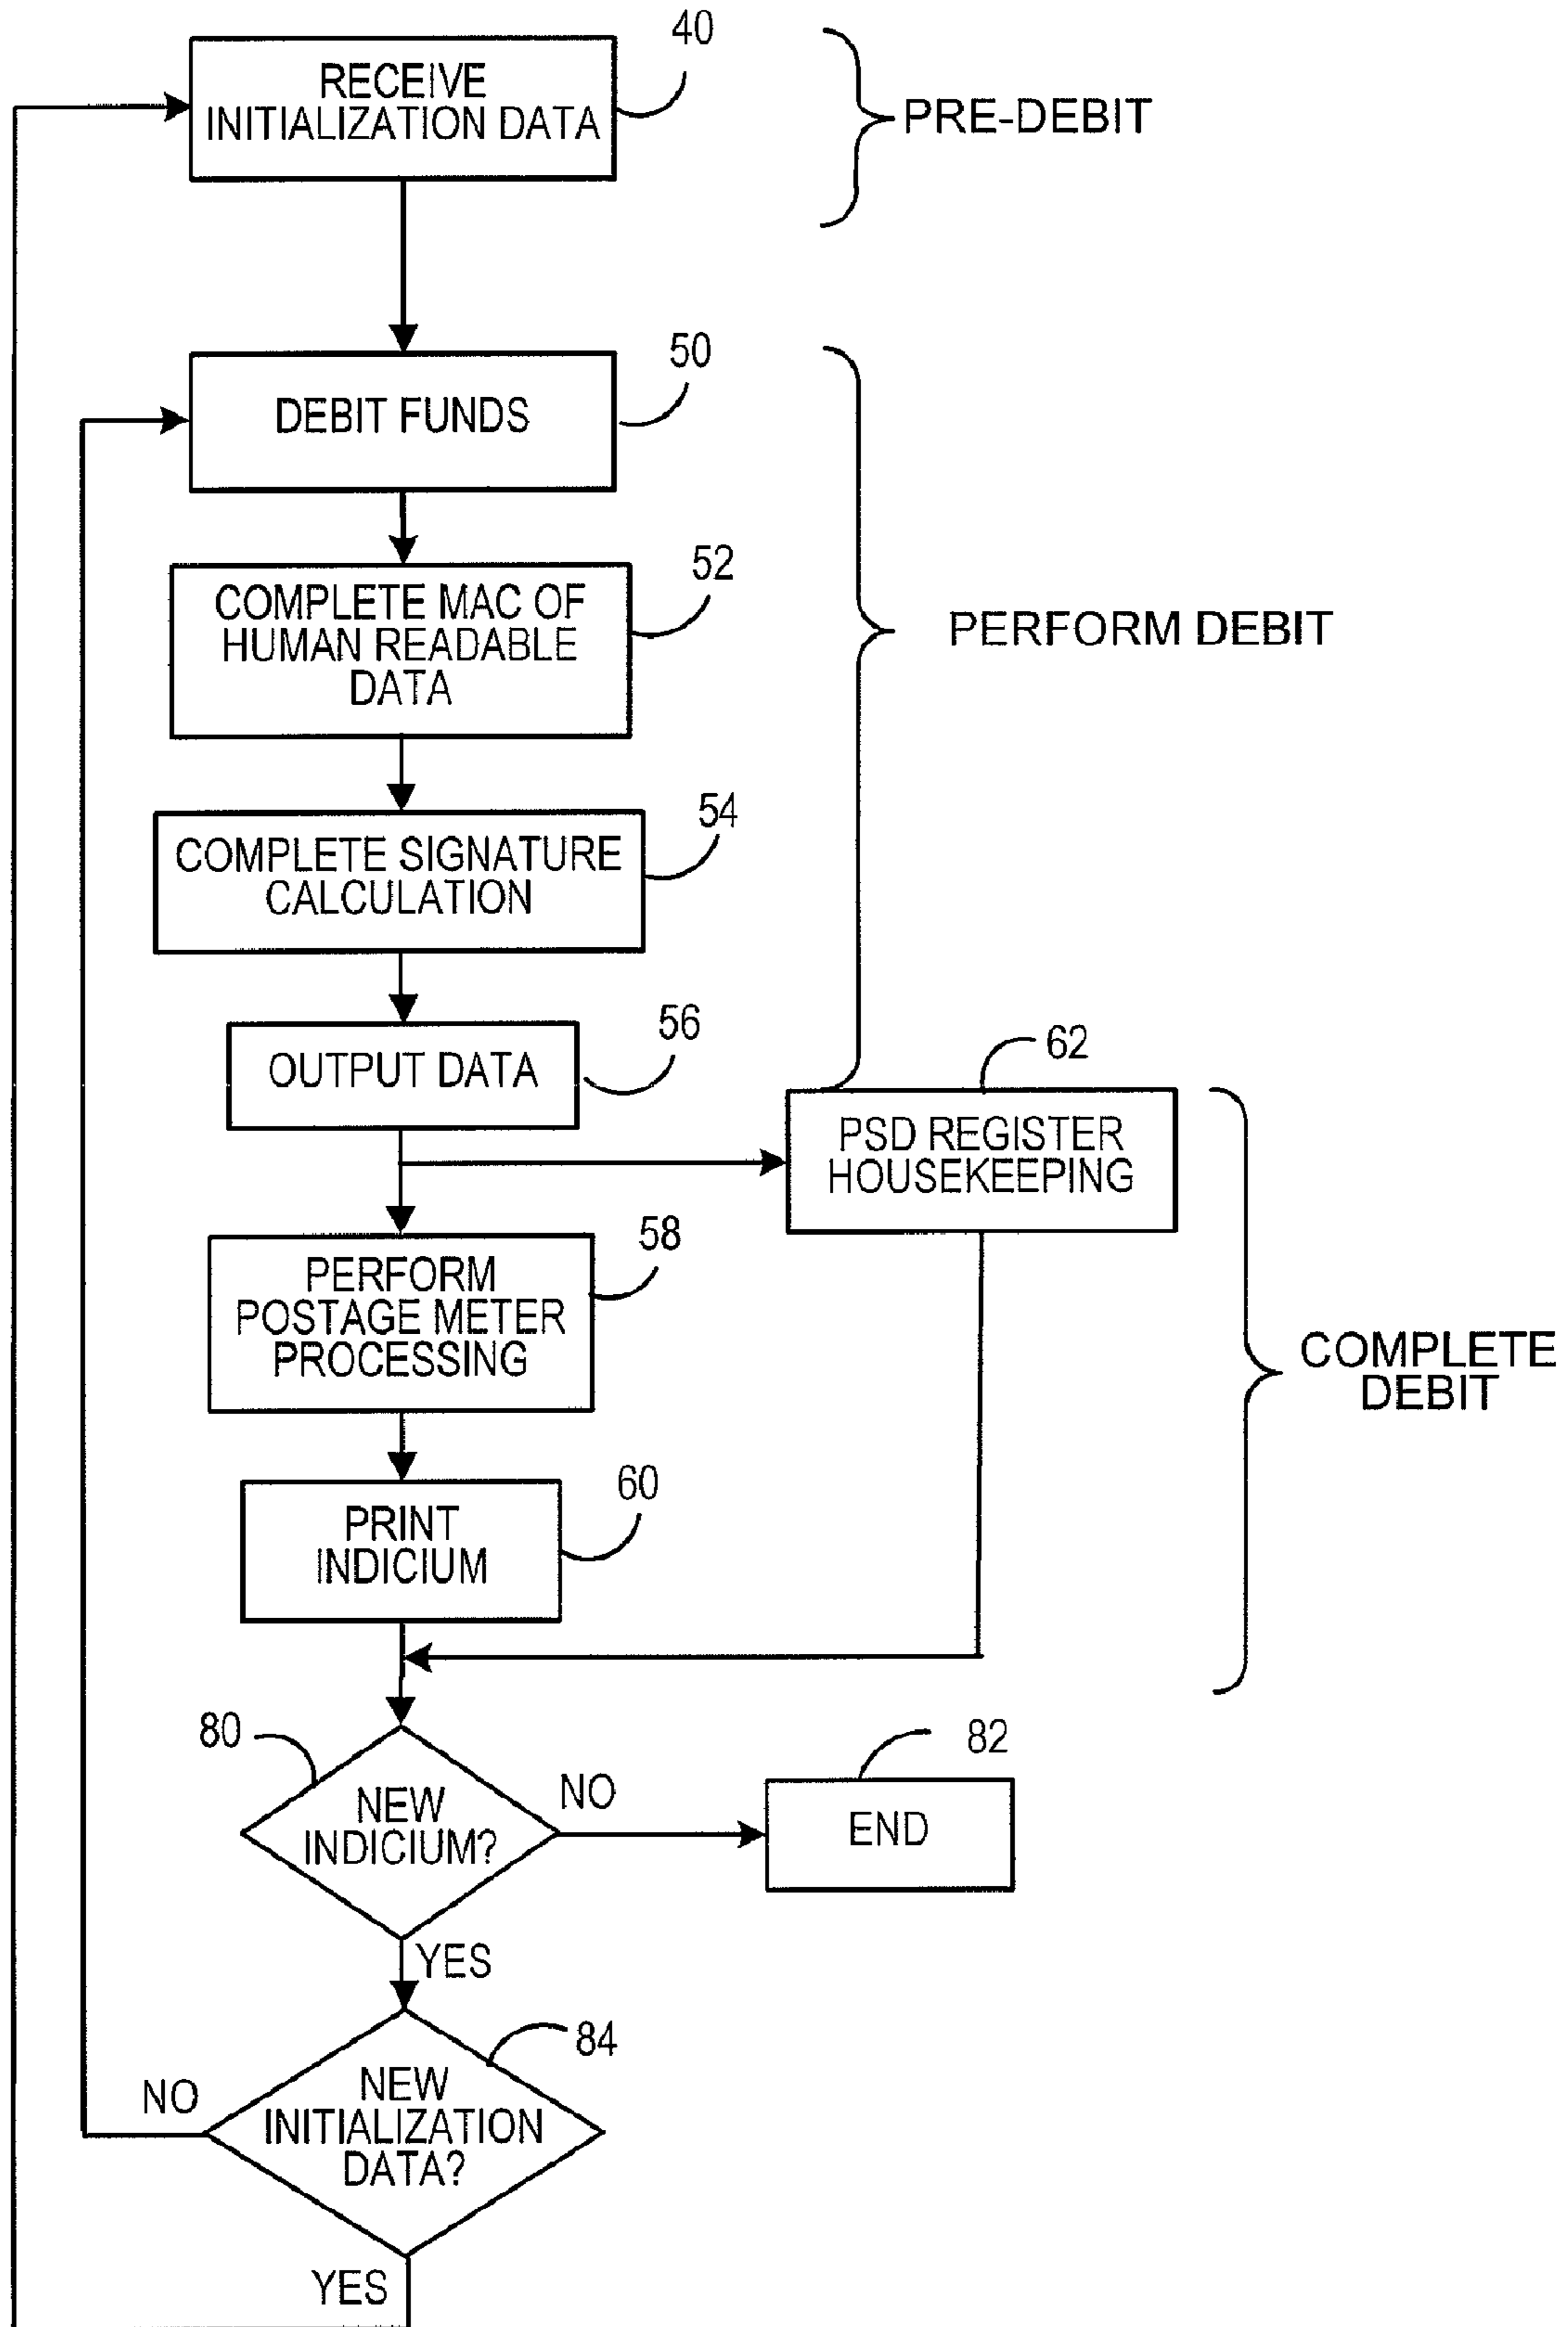 40
RECEIVE
INITIALIZATION DATA
PRE-DEBIT
50
DEBIT FUNDS
52
COMPLETE MAC OF
HUMAN READABLE
DATA
PERFORM DEBIT
54
COMPLETE SIGNATURE
CALCULATION
56
OUTPUT DATA
62
PSD REGISTER
HOUSEKEEPING
58
PERFORM
POSTAGE METER
PROCESSING
COMPLETE
DEBIT
60
PRINT
INDICIUM
80
NEW
INDICIUM?
NO
82
END
YES
84
NEW
INITIALIZATION
DATA?
NO
YES